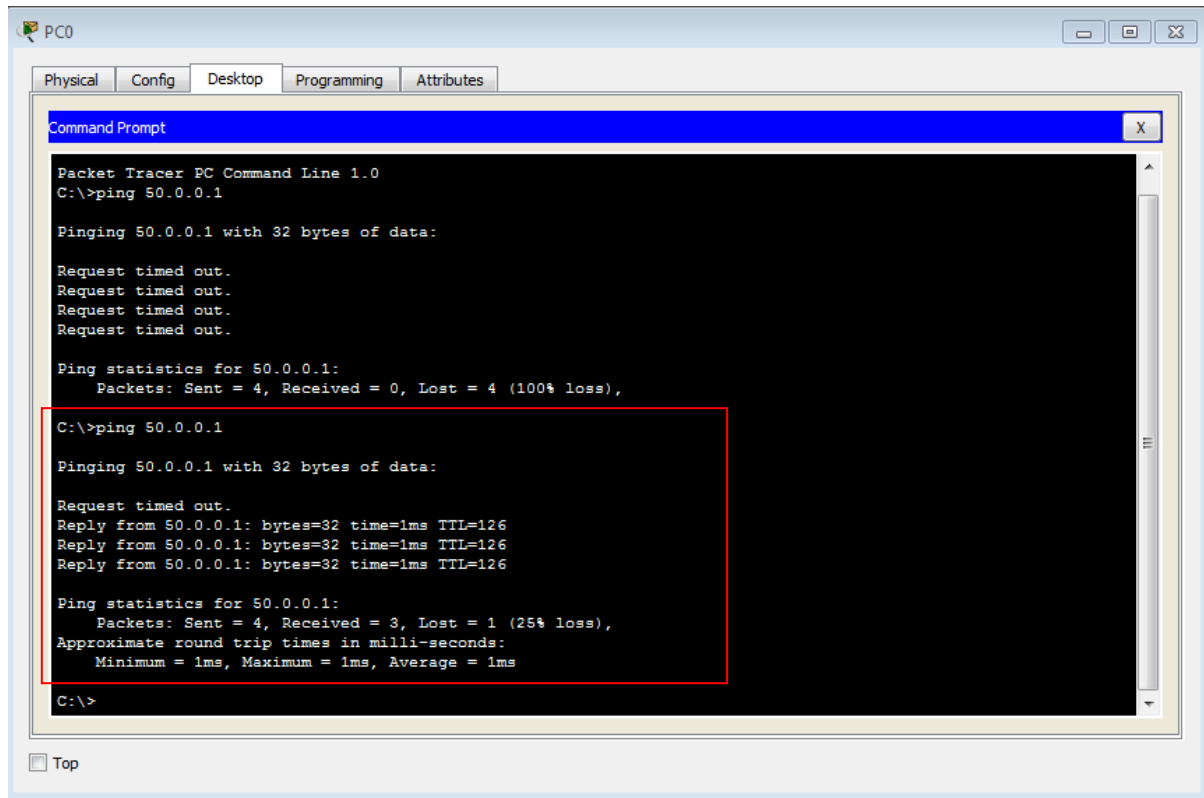 PC0
Physical Config Desktop Programming Attributes
Command Prompt X
Packet Tracer PC Command Line 1.0
C:\>ping 50.0.0.1
Pinging 50.0.0.1 with 32 bytes of data:
Request timed out.
Request timed out.
Request timed out.
Request timed out.
Ping statistics for 50.0.0.1:
    Packets: Sent = 4, Received = 0, Lost = 4 (100% loss),
C:\>ping 50.0.0.1
Pinging 50.0.0.1 with 32 bytes of data:
Request timed out.
Reply from 50.0.0.1: bytes=32 time=1ms TTL=126
Reply from 50.0.0.1: bytes=32 time=1ms TTL=126
Reply from 50.0.0.1: bytes=32 time=1ms TTL=126
Ping statistics for 50.0.0.1:
    Packets: Sent = 4, Received = 3, Lost = 1 (25% loss),
Approximate round trip times in milli-seconds:
    Minimum = 1ms, Maximum = 1ms, Average = 1ms
C:\>
Top